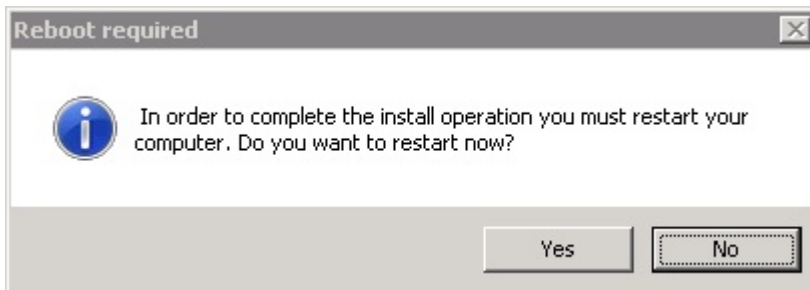 Reboot required
In order to complete the install operation you must restart your
computer. Do you want to restart now?
Yes
No